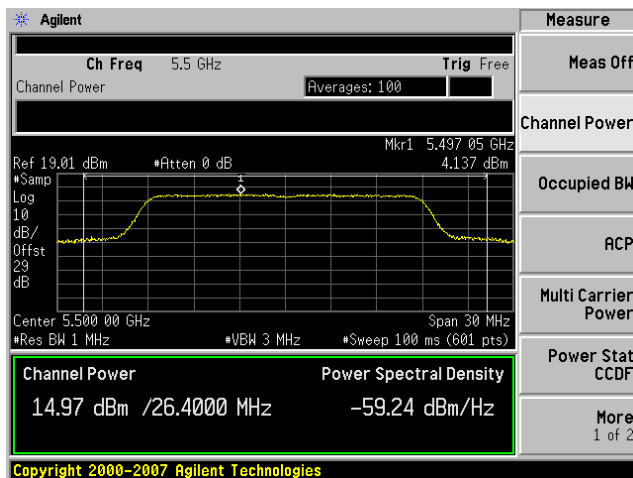 Agilent
Measure
Ch Freq 5.5 GHz Trig Free
Channel Power
Averages: 100
Mkr1 5.497 05 GHz
Ref 19.01 dBm #Atten 0 dB 4.137 dBm
#Samp
Log
10
dB/
Offst
29
dB
1
Center 5.500 00 GHz Span 30 MHz
#Res BW 1 MHz #VBW 3 MHz #Sweep 100 ms (601 pts)
Channel Power Power Spectral Density
14.97 dBm /26.4000 MHz -59.24 dBm/Hz
Copyright 2000-2007 Agilent Technologies
Meas Off
Channel Power
Occupied BW
ACP
Multi Carrier
Power
Power Stat
CCDF
More
1 of 2